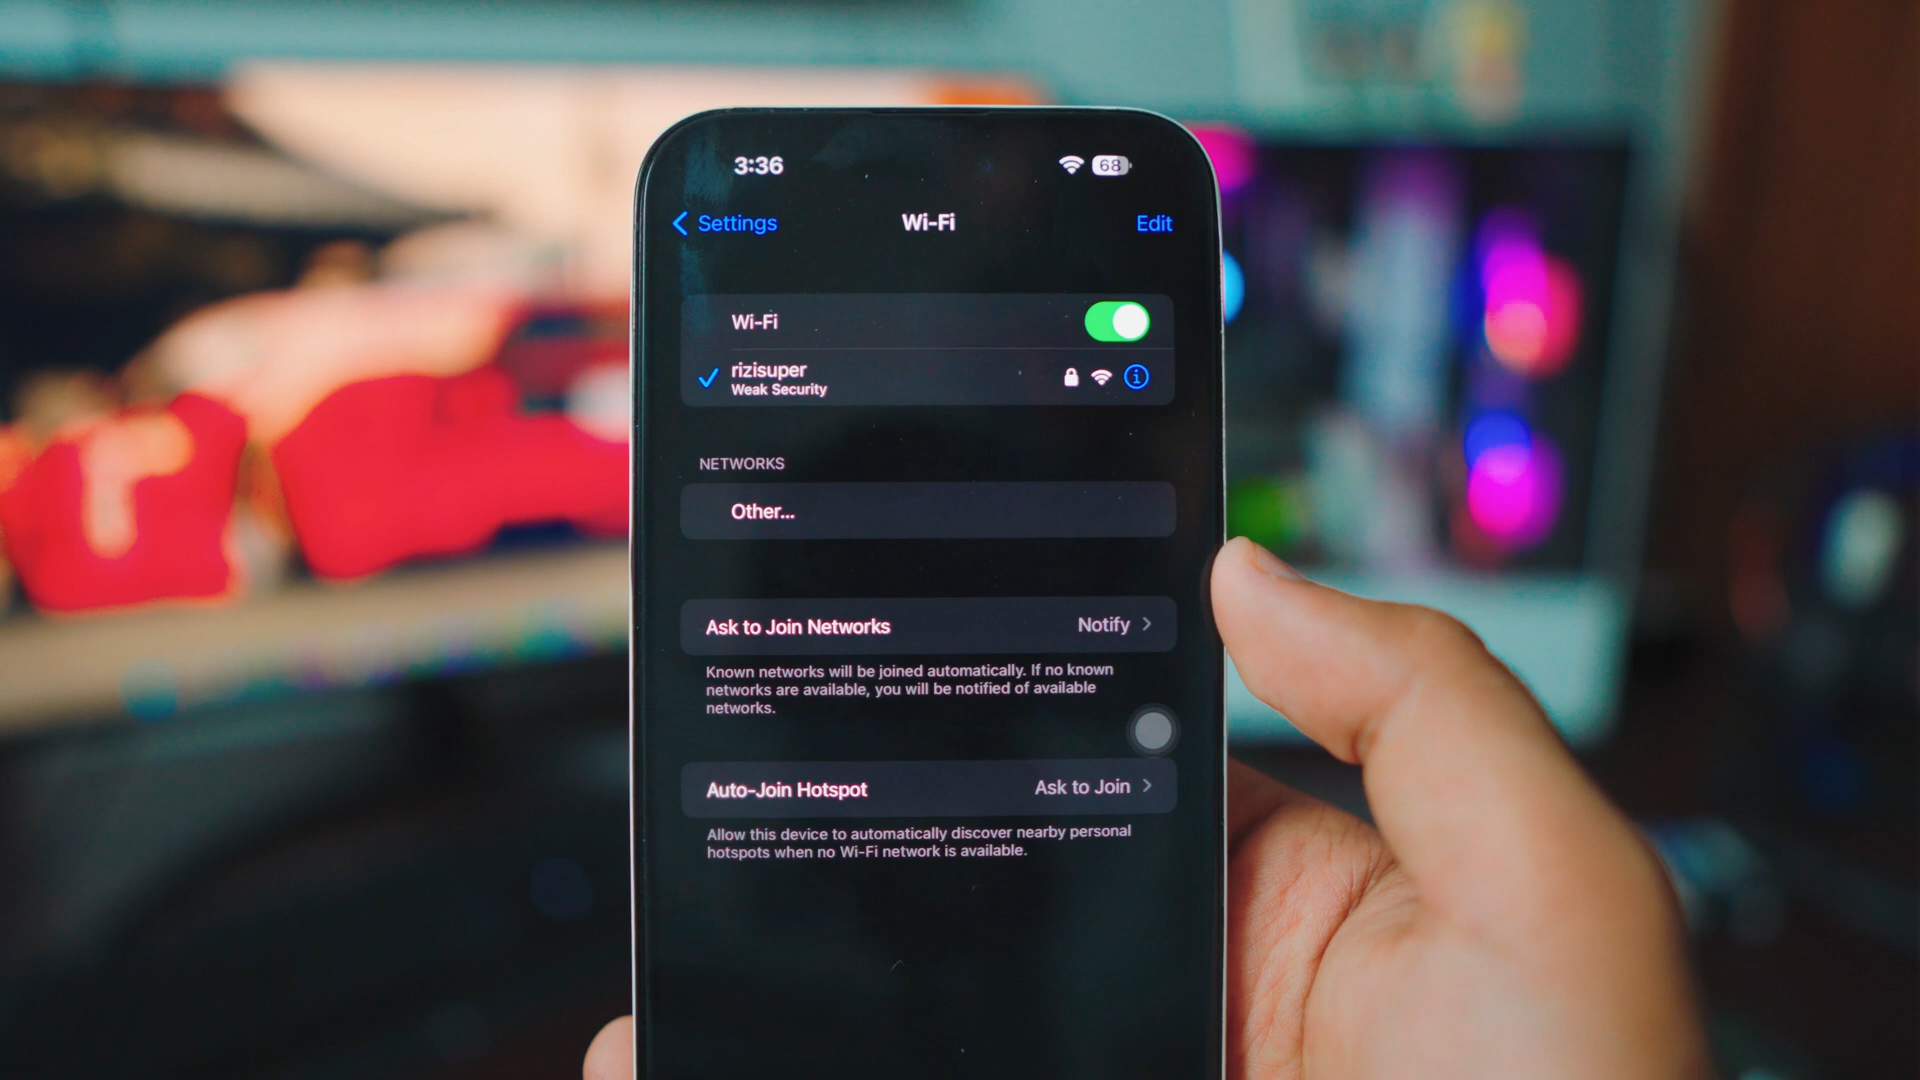 3:36
68
Settings
Wi-Fi
Edit
Wi-Fi
rizisuper
Weak Security
NETWORKS
Other...
Ask to Join Networks
Notify
Known networks will be joined automatically. If no known
networks are available, you will be notified of available
networks.
Auto-Join Hotspot
Ask to Join
Allow this device to automatically discover nearby personal
hotspots when no Wi-Fi network is available.